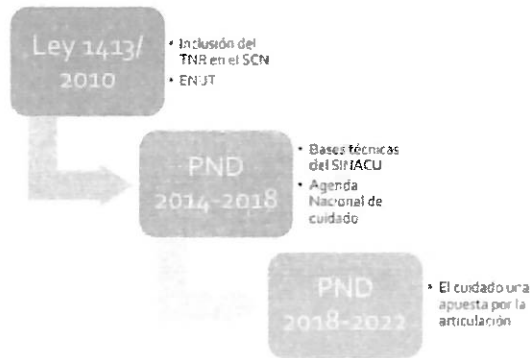 Ley 1413/
2010
• Inclusión del
TNR en el SCN
• ENUT
PND
2014-2018
• Bases técnicas
del SINACU
• Agenda
Nacional de
cuidado
PND
2018-2022
• El cuidado una
apuesta por la
articulación